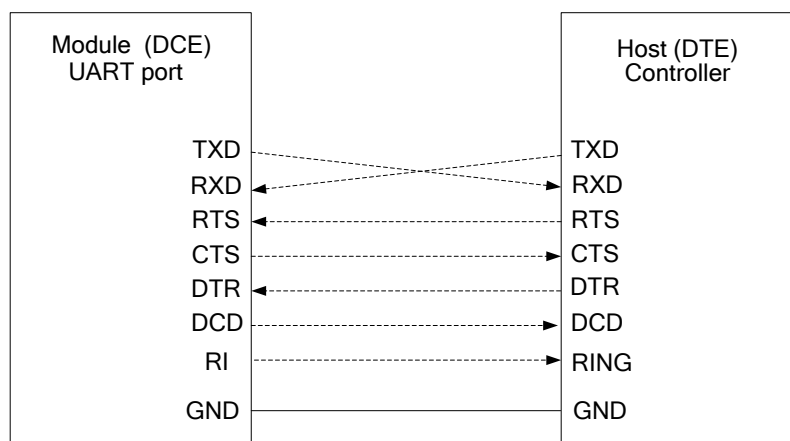 Module (DCE)
UART port
Host (DTE)
Controller
TXD
TXD
RXD
RXD
RTS
RTS
CTS
CTS
DTR
DTR
DCD
DCD
RI
RING
GND
GND